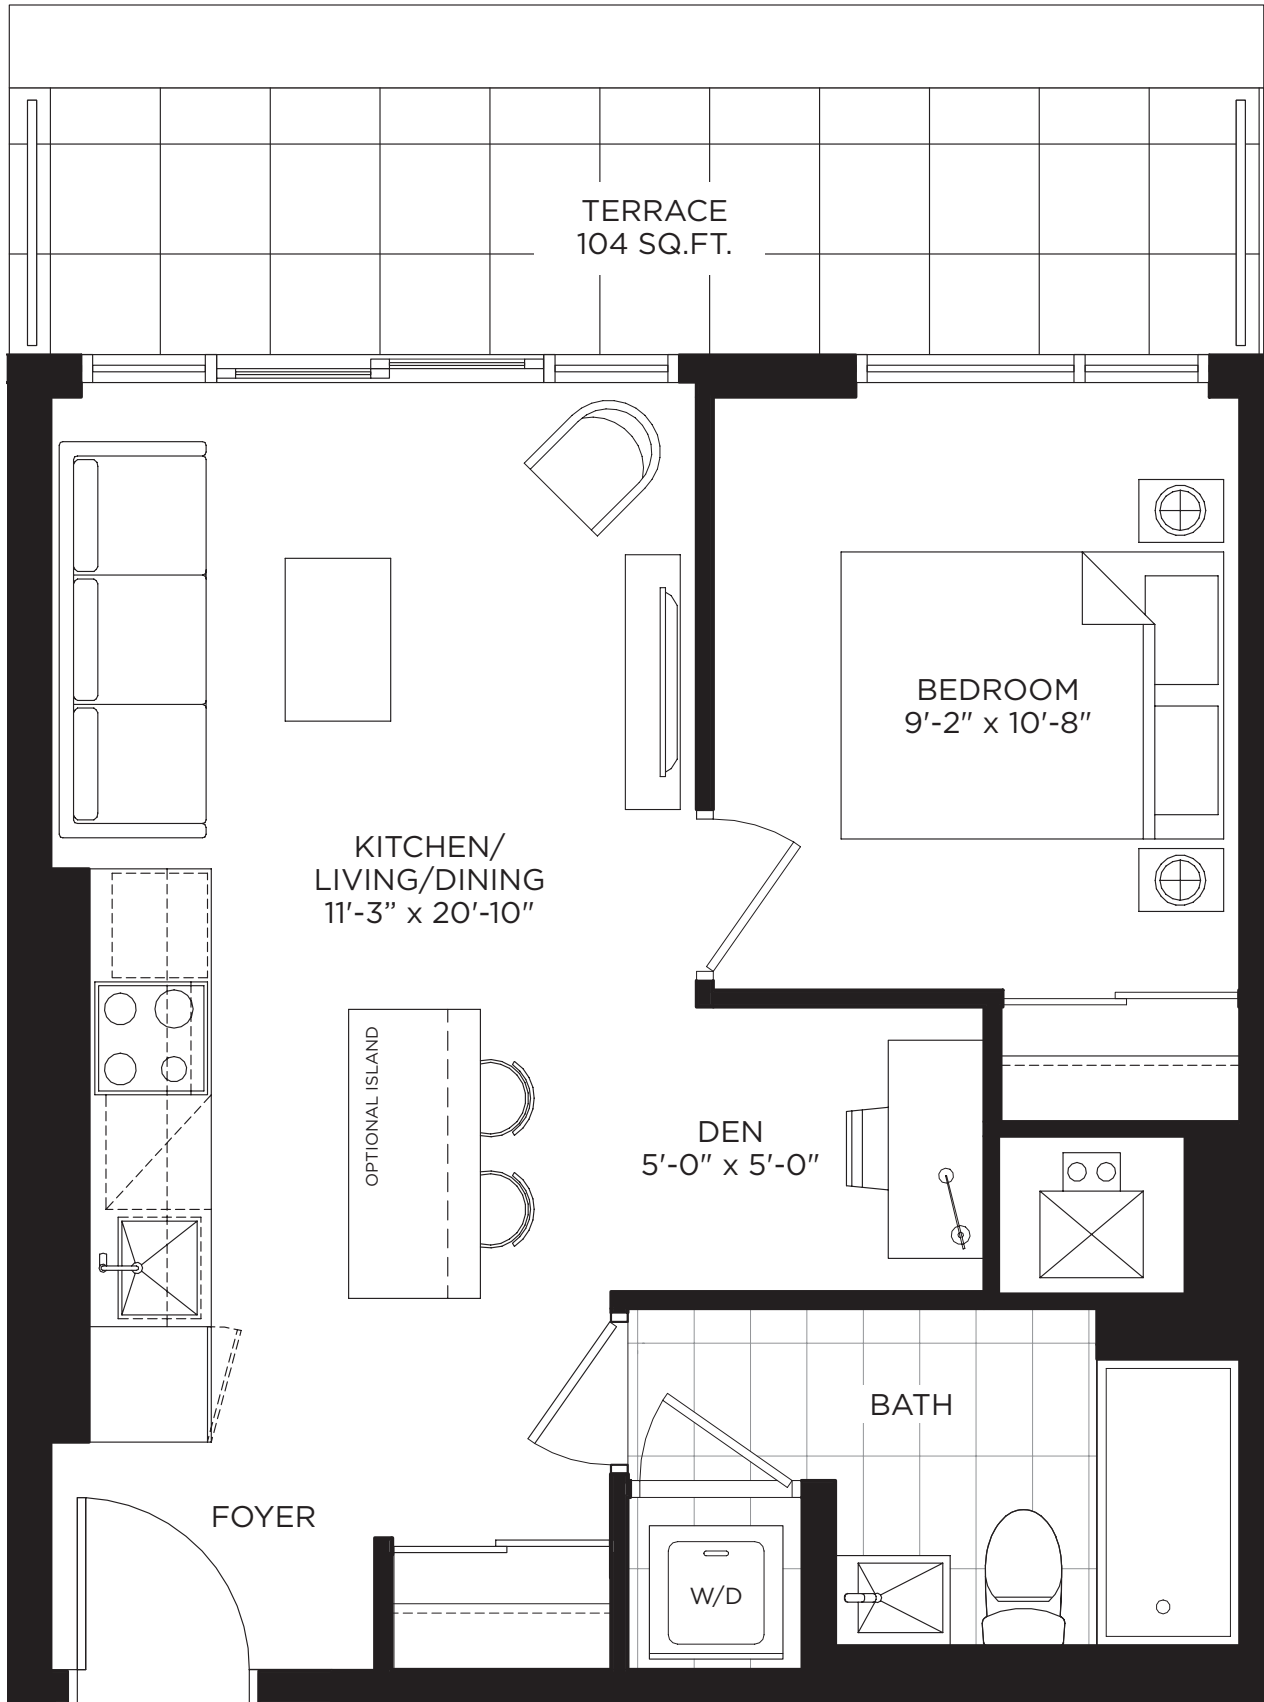 TERRACE
104 SQ.FT.
BEDROOM
9'-2" x 10'-8"
KITCHEN/
LIVING/DINING
11'-3” x 20'-10"
OPTIONAL ISLAND
DEN
5'-0" x 5'-0"
BATH
FOYER
W/D